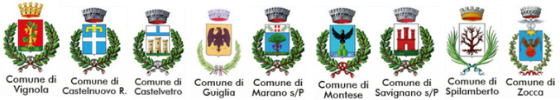 Comune di
Vignola
Comune di
Castelnuovo R.
Comune di
Castelvetro
Comune di
Guiglia
Comune di
Marano s/P
Comune di
Montese
Comune di
Savignano s/P
Comune di
Spilamberto
Comune di
Zocca